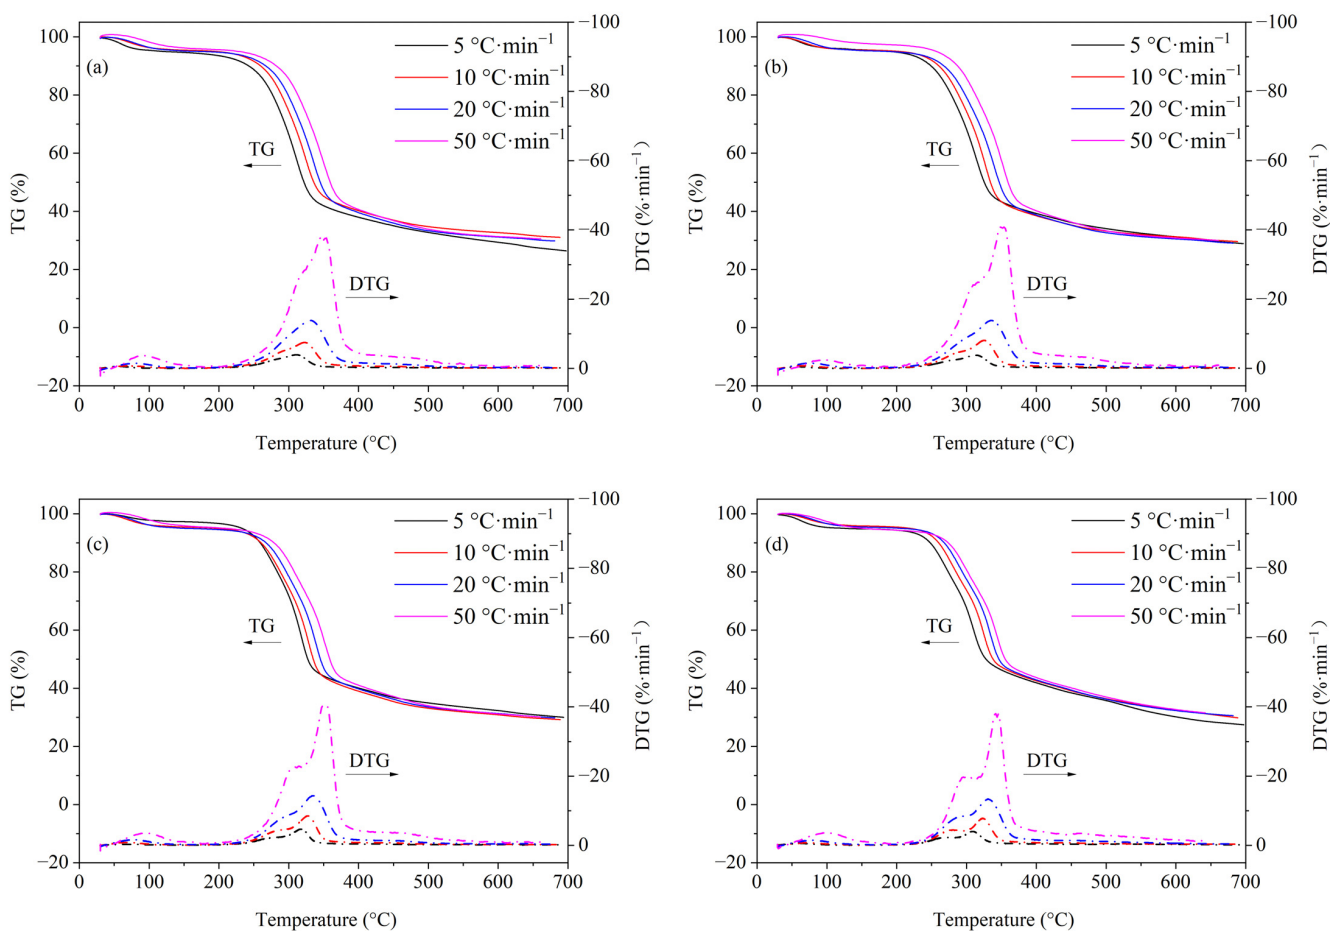 (a)
TG (%)
100
80
60
40
20
0
−20
5 °C·min⁻¹
10 °C·min⁻¹
20 °C·min⁻¹
50 °C·min⁻¹
TG
DTG
−100
−80
−60
−40
−20
0
DTG (%·min⁻¹)
0 100 200 300 400 500 600 700
Temperature (°C)
(b)
TG (%)
100
80
60
40
20
0
−20
5 °C·min⁻¹
10 °C·min⁻¹
20 °C·min⁻¹
50 °C·min⁻¹
TG
DTG
−100
−80
−60
−40
−20
0
DTG (%·min⁻¹)
0 100 200 300 400 500 600 700
Temperature (°C)
(c)
TG (%)
100
80
60
40
20
0
−20
5 °C·min⁻¹
10 °C·min⁻¹
20 °C·min⁻¹
50 °C·min⁻¹
TG
DTG
−100
−80
−60
−40
−20
0
DTG (%·min⁻¹)
0 100 200 300 400 500 600 700
Temperature (°C)
(d)
TG (%)
100
80
60
40
20
0
−20
5 °C·min⁻¹
10 °C·min⁻¹
20 °C·min⁻¹
50 °C·min⁻¹
TG
DTG
−100
−80
−60
−40
−20
0
DTG (%·min⁻¹)
0 100 200 300 400 500 600 700
Temperature (°C)